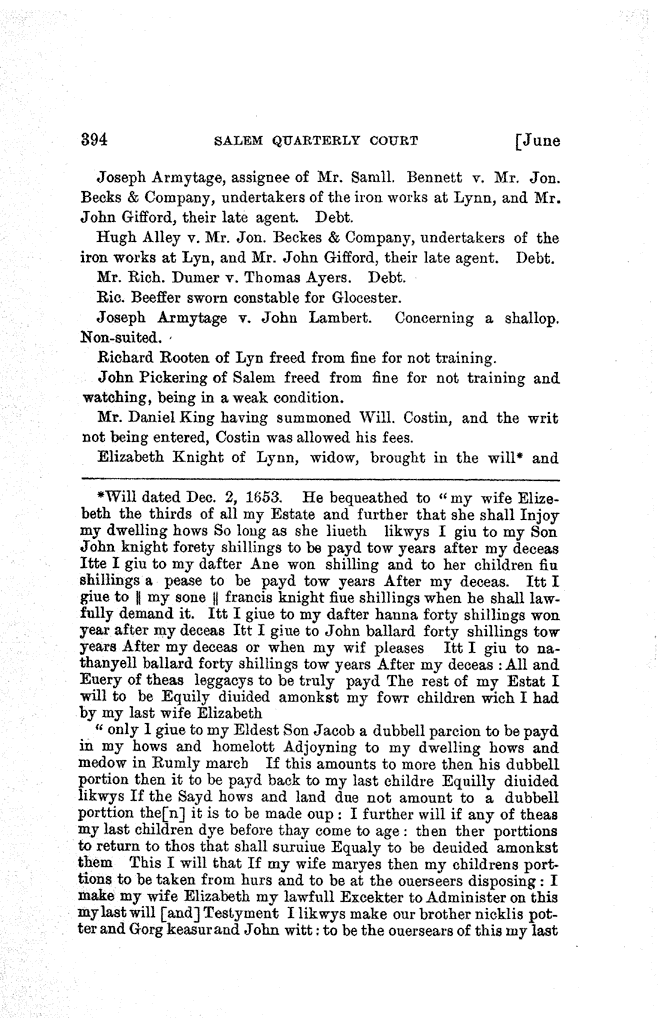 394 SALEM QUARTERLY COURT [June
Joseph Armytage, assignee of Mr. Samll. Bennett v. Mr. Jon.
Becks & Company, undertakers of the iron works at Lynn, and Mr.
John Gifford, their late agent. Debt.
Hugh Alley v. Mr. Jon. Beckes & Company, undertakers of the
iron works at Lyn, and Mr. John Gifford, their late agent. Debt.
Mr. Rich. Dumer v. Thomas Ayers. Debt.
Ric. Beeffer sworn constable for Glocester.
Joseph Armytage v. John Lambert. Concerning a shallop.
Non-suited.
Richard Rooten of Lyn freed from fine for not training.
John Pickering of Salem freed from fine for not training and
watching, being in a weak condition.
Mr. Daniel King having summoned Will. Costin, and the writ
not being entered, Costin was allowed his fees.
Elizabeth Knight of Lynn, widow, brought in the will* and
*Will dated Dec. 2, 1653. He bequeathed to "my wife Elize-
beth the thirds of all my Estate and further that she shall Injoy
my dwelling hows So long as she liueth likwys I giu to my Son
John knight forety shillings to be payd tow years after my deceas
Itte I giu to my dafter Ane won shilling and to her children fiu
shillings a pease to be payd tow years After my deceas. Itt I
giue to || my sone || francis knight fiue shillings when he shall law-
fully demand it. Itt I giue to my dafter hanna forty shillings won
year after my deceas Itt I giue to John ballard forty shillings tow
years After my deceas or when my wif pleases Itt I giu to na-
thanyell ballard forty shillings tow years After my deceas : All and
Euery of theas leggacys to be truly payd The rest of my Estat I
will to be Equily diuided amonkst my fowr children wich I had
by my last wife Elizabeth
" only I giue to my Eldest Son Jacob a dubbell parcion to be payd
in my hows and homelott Adjoyning to my dwelling hows and
medow in Rumly march If this amounts to more then his dubbell
portion then it to be payd back to my last childre Equilly diuided
likwys If the Sayd hows and land due not amount to a dubbell
porttion the[n] it is to be made oup : I further will if any of theas
my last children dye before thay come to age : then ther porttions
to return to thos that shall suruiue Equaly to be deuided amonkst
them This I will that If my wife maryes then my childrens port-
tions to be taken from hurs and to be at the ouerseers disposing : I
make my wife Elizabeth my lawfull Excekter to Administer on this
my last will [and] Testyment I likwys make our brother nicklis pot-
ter and Gorg keasur and John witt : to be the ouersears of this my last